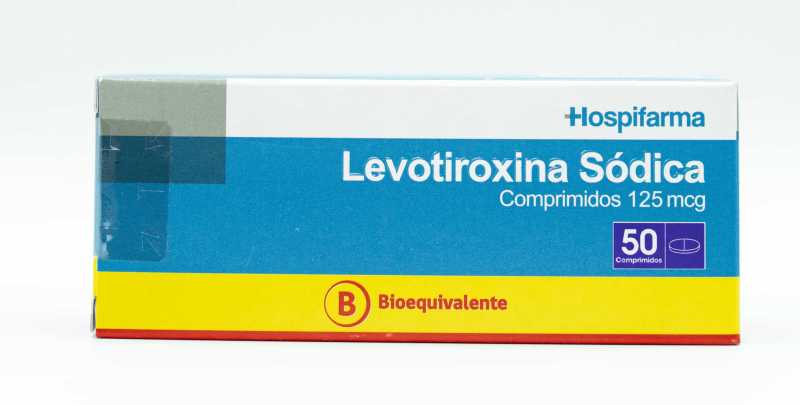 Hospifarma
Levotiroxina Sódica
Comprimidos 125 mcg
50
Comprimidos
B Bioequivalente